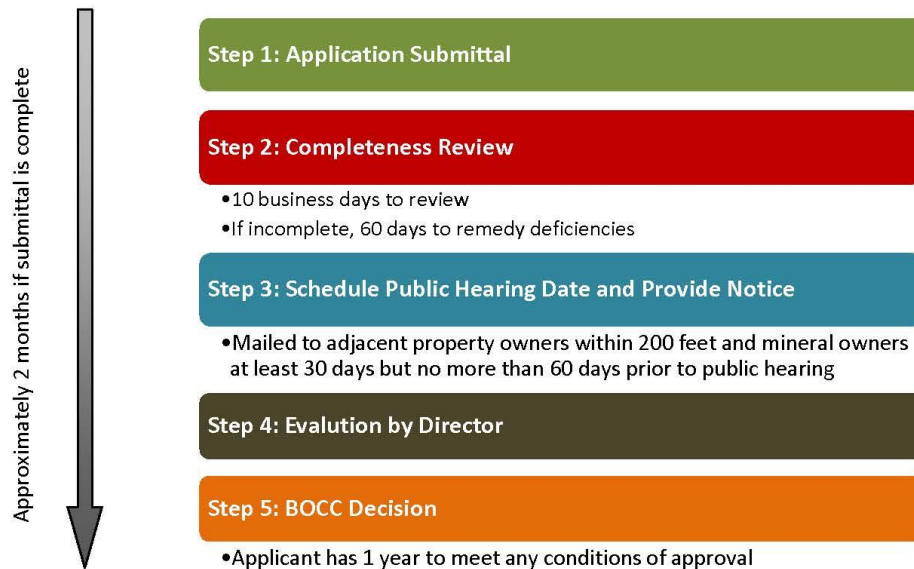 Approximately 2 months if submittal is complete
Step 1: Application Submittal
Step 2: Completeness Review
•10 business days to review
•If incomplete, 60 days to remedy deficiencies
Step 3: Schedule Public Hearing Date and Provide Notice
•Mailed to adjacent property owners within 200 feet and mineral owners
at least 30 days but no more than 60 days prior to public hearing
Step 4: Evalution by Director
Step 5: BOCC Decision
•Applicant has 1 year to meet any conditions of approval